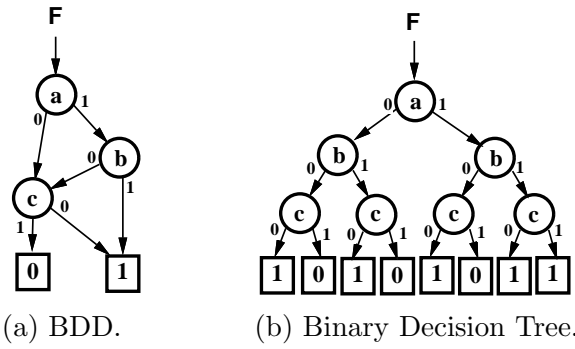 F F
a a
0 1 0 1
b b b
0 1 0 1 0 1
c c c c c
1 0 0 1 0 1 0 1 0 1
0 1 1 0 1 0 1 0 1 1
(a) BDD. (b) Binary Decision Tree.